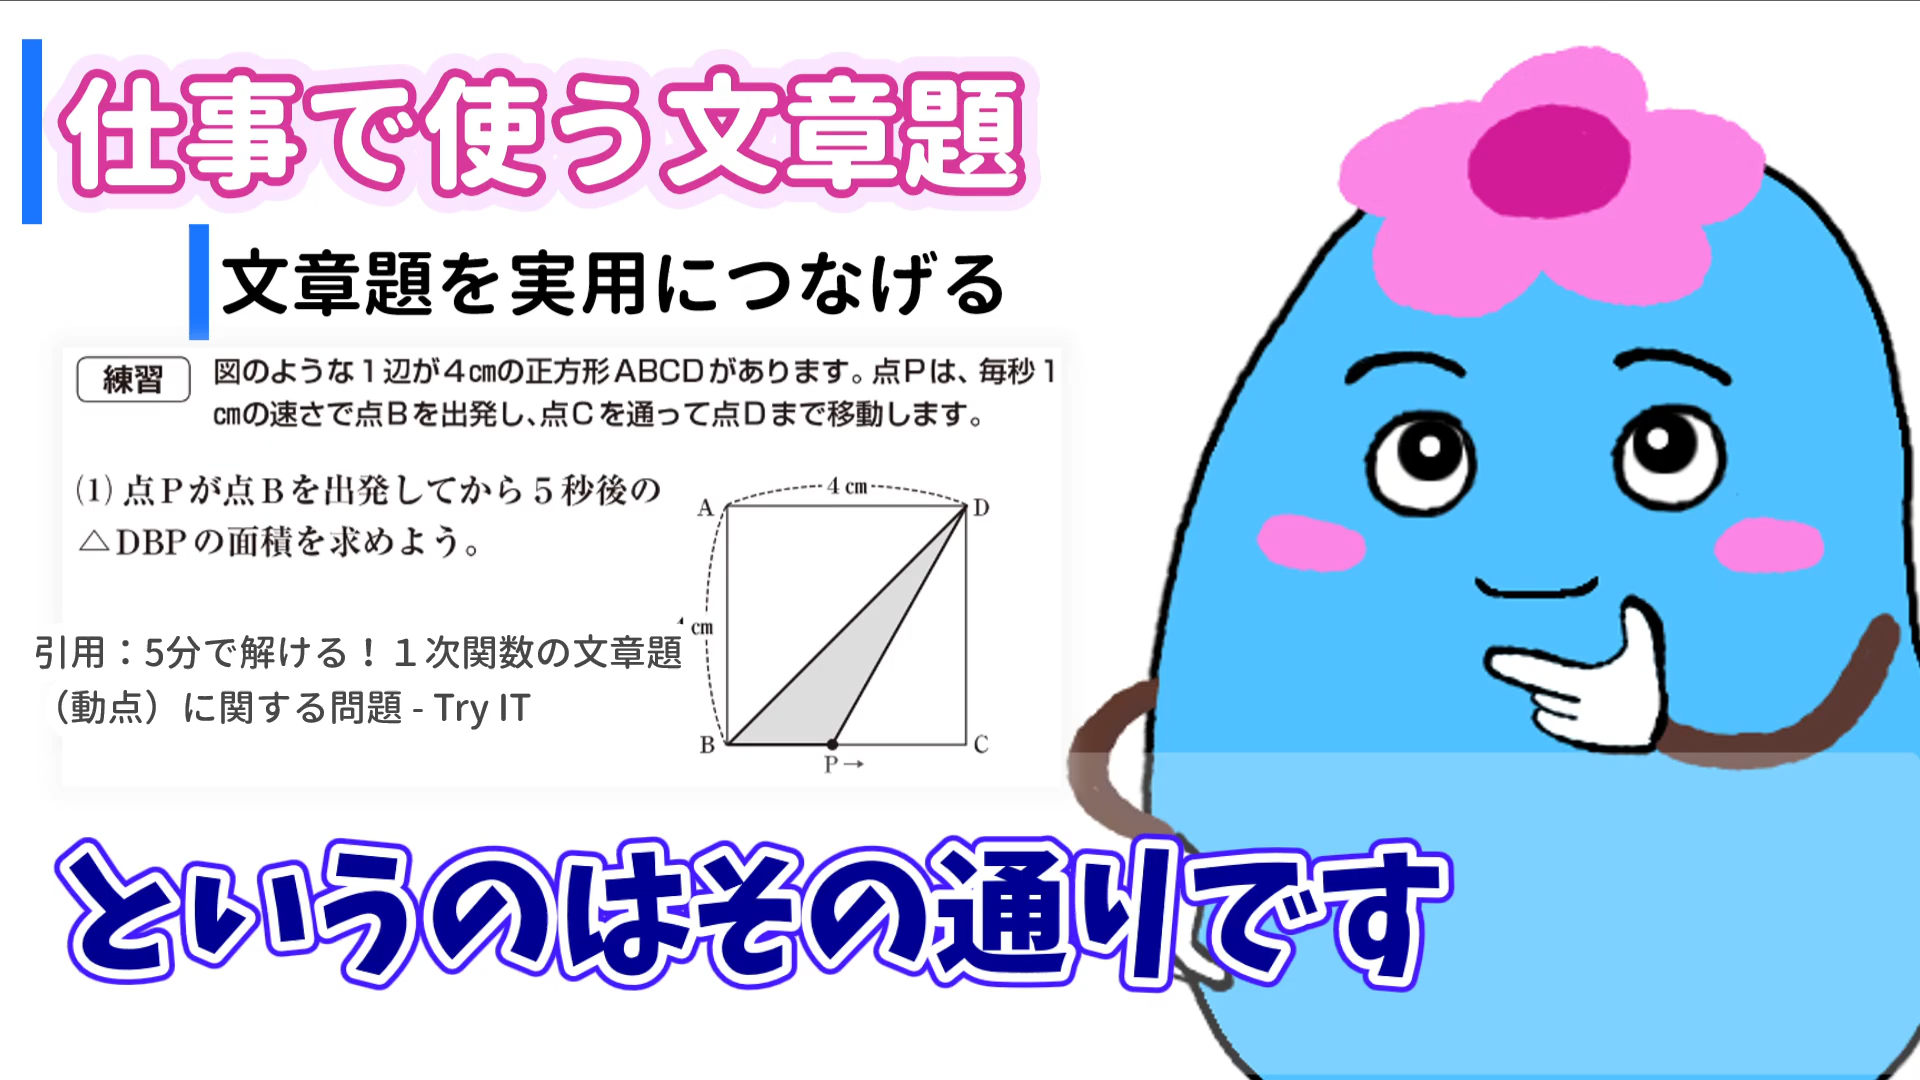 仕事で使う文章題
文章題を実用につなげる
練習
図のような１辺が４㎝の正方形ＡＢＣＤがあります。点Ｐは、毎秒１
㎝の速さで点Ｂを出発し、点Ｃを通って点Ｄまで移動します。
(1) 点Ｐが点Ｂを出発してから５秒後の
△DBPの面積を求めよう。
4 cm
A
D
cm
B
C
P→
引用：5分で解ける！１次関数の文章題
（動点）に関する問題 - Try IT
というのはその通りです